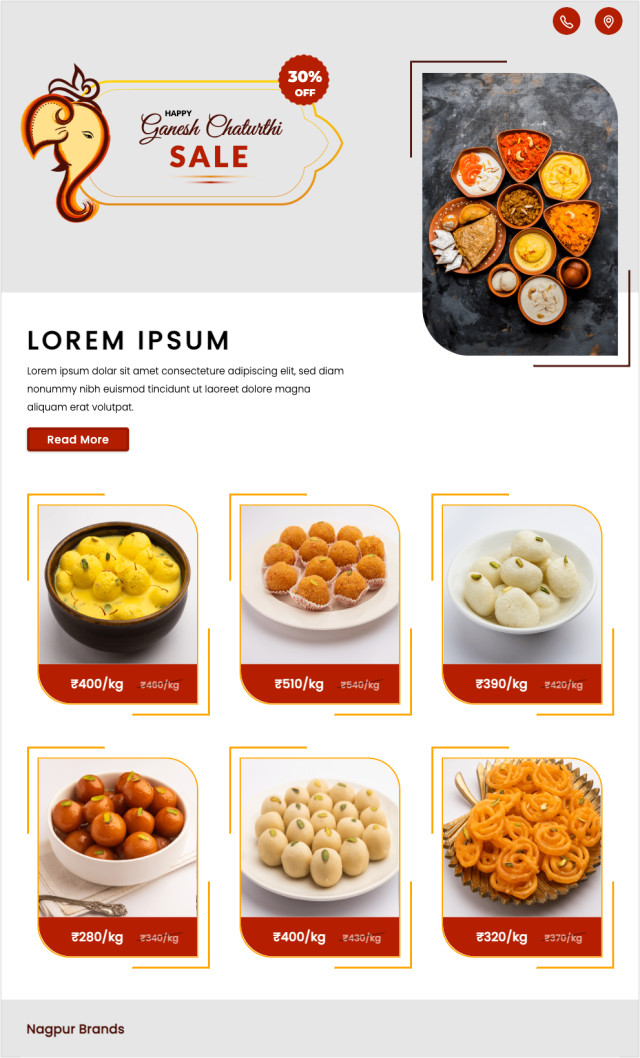 30%
OFF
HAPPY
Ganesh Chaturthi
SALE
LOREM IPSUM
Lorem ipsum dolar sit amet consecteture adipiscing elit, sed diam
nonummy nibh euismod tincidunt ut laoreet dolore magna
aliquam erat volutpat.
Read More
₹400/kg ₹460/kg
₹510/kg ₹540/kg
₹390/kg ₹420/kg
₹280/kg ₹340/kg
₹400/kg ₹430/kg
₹320/kg ₹370/kg
Nagpur Brands